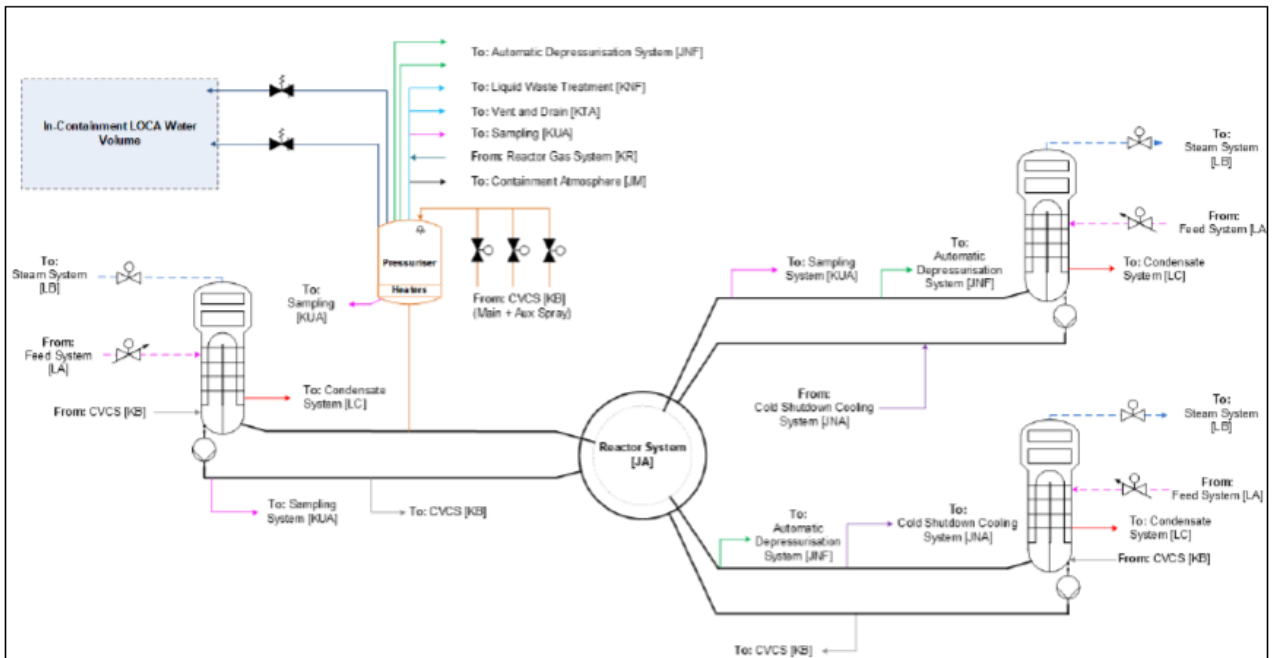 To: Automatic Depressurisation System [JNF]
To: Liquid Waste Treatment [KNF]
To: Vent and Drain [KTA]
To: Sampling [KUA]
From: Reactor Gas System [KR]
To: Containment Atmosphere [JM]
In-Containment LOCA Water
Volume
Pressuriser
Heaters
From: CVCS [KB]
(Main + Aux Spray)
To:
Sampling
[KUA]
To:
Steam System
[LB]
From:
Feed System
[LA]
From: CVCS [KB]
To: Condensate
System [LC]
To: Sampling
System [KUA]
To: CVCS [KB]
Reactor System
[JA]
To: Sampling
System [KUA]
To:
Automatic
Depressurisation
System [JNF]
To:
Steam System
[LB]
From:
Feed System [LA
To: Condensate
System [LC]
From:
Cold Shutdown Cooling
System [JNA]
To:
Automatic
Depressurisation
System [JNF]
To:
Cold Shutdown Cooling
System [JNA]
To:
Steam System
[LB]
From:
Feed System [LA]
To: Condensate
System [LC]
From: CVCS [KB]
To: CVCS [KB]